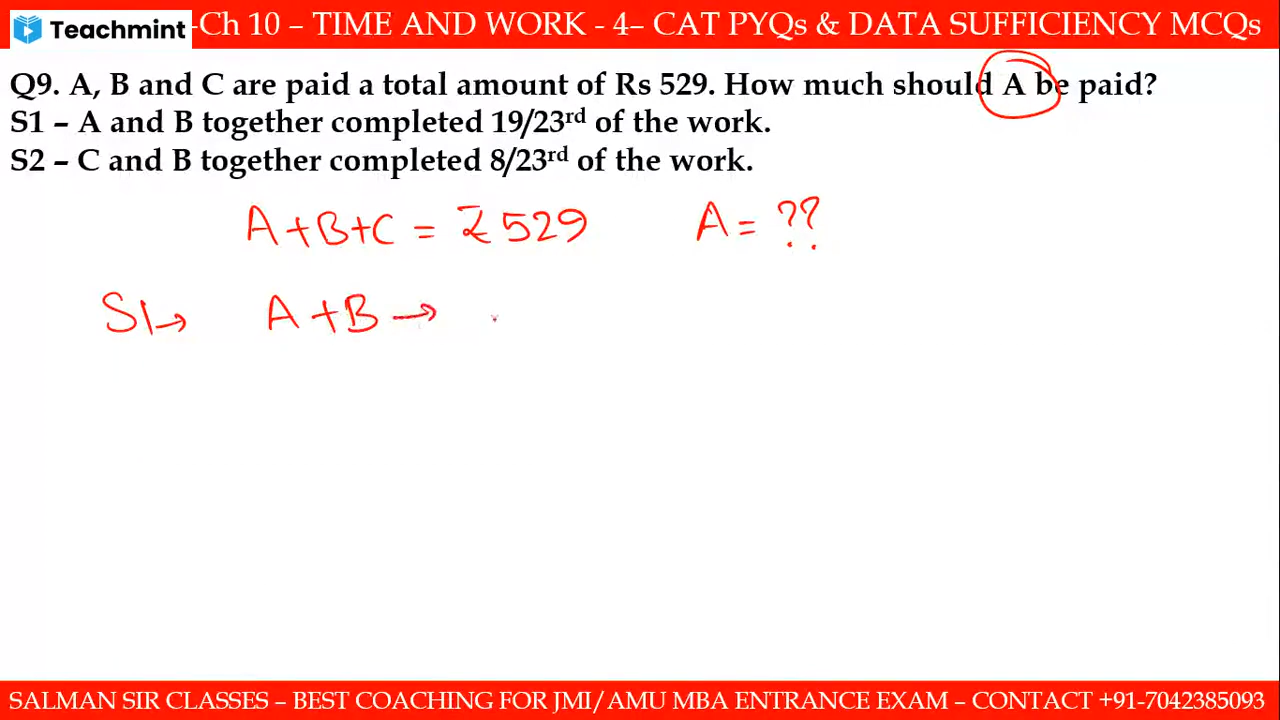 Teachmint -Ch 10 – TIME AND WORK - 4– CAT PYQs & DATA SUFFICIENCY MCQs
Q9. A, B and C are paid a total amount of Rs 529. How much should A be paid?
S1 – A and B together completed 19/23rd of the work.
S2 – C and B together completed 8/23rd of the work.
A+B+C = ₹529 A = ??
S1→ A+B →
SALMAN SIR CLASSES – BEST COACHING FOR JMI/AMU MBA ENTRANCE EXAM – CONTACT +91-7042385093